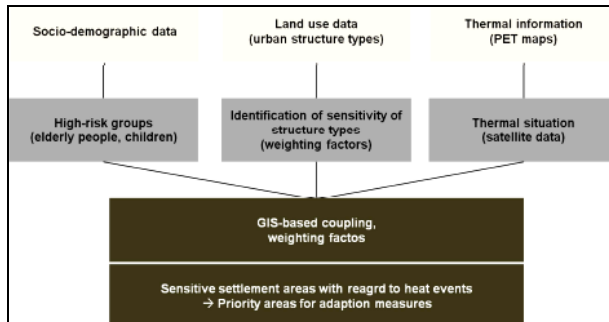 Socio-demographic data
Land use data
(urban structure types)
Thermal information
(PET maps)
High-risk groups
(elderly people, children)
Identification of sensitivity of
structure types
(weighting factors)
Thermal situation
(satellite data)
GIS-based coupling,
weighting factos
Sensitive settlement areas with reagrd to heat events
→ Priority areas for adaption measures